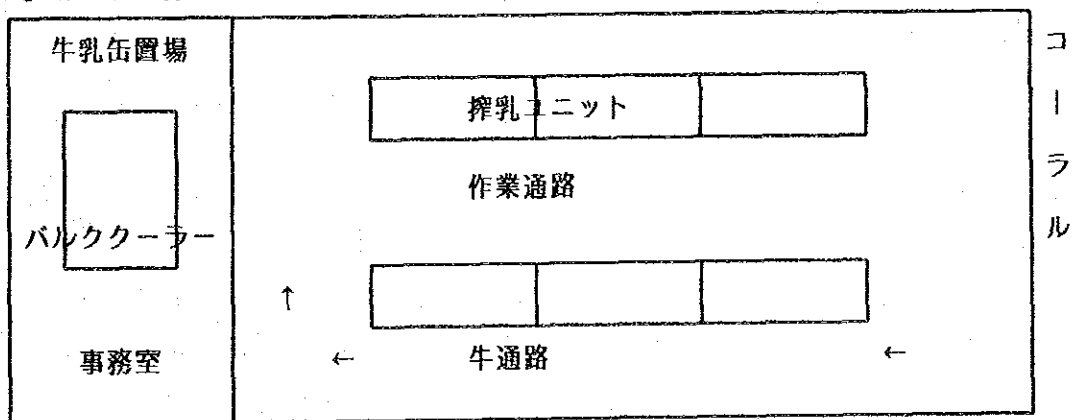 牛乳缶置場
バルククーラー
事務室
搾乳ユニット
作業通路
↑
← 牛通路 ←
コーラル